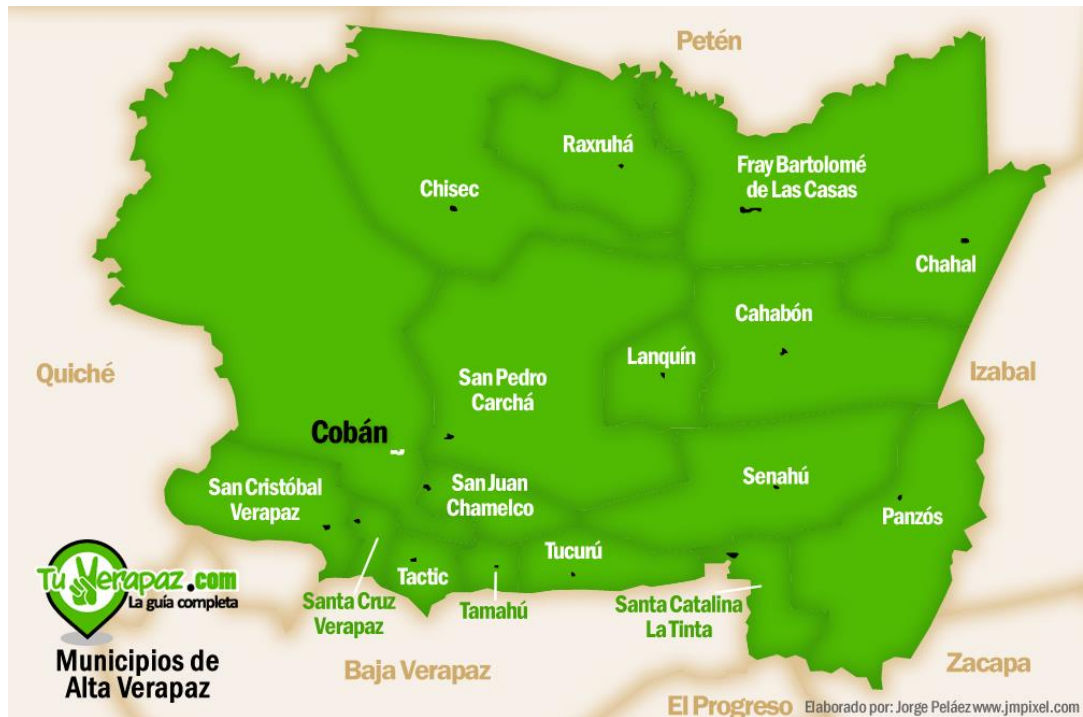 Petén
Raxruhá
Fray Bartolomé
de Las Casas
Chisec
Chahal
Cahabón
Lanquín
Quiché
Izabal
San Pedro
Carchá
Cobán
San Cristóbal
Verapaz
San Juan
Chamelco
Senahú
Panzós
Tucurú
Tactic
Santa Cruz
Verapaz
Tamahú
Santa Catalina
La Tinta
Tu Verapaz.com
La guía completa
Municipios de
Alta Verapaz
Baja Verapaz
Zacapa
El Progreso
Elaborado por: Jorge Peláez www.jmpixel.com